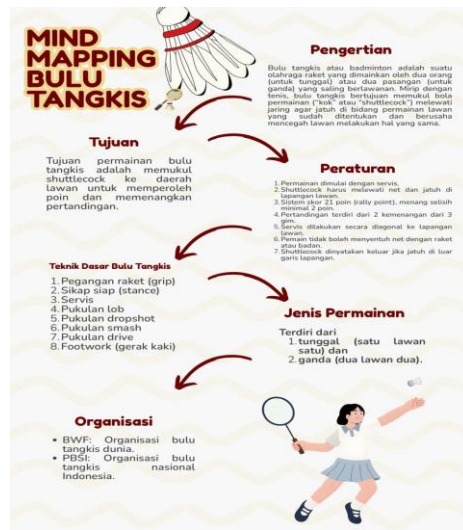 MIND
MAPPING
BULU
TANGKIS
Pengertian
Bulu tangkis atau badminton adalah suatu
olahraga raket yang dimainkan oleh dua orang
(untuk tunggal) atau dua pasangan (untuk
ganda) yang saling berlawanan. Mirip dengan
tenis, bulu tangkis bertujuan memukul bola
permainan ("kok" atau "shuttlecock") melewati
jaring agar jatuh di bidang permainan lawan
yang sudah ditentukan dan berusaha
mencegah lawan melakukan hal yang sama.
Tujuan
Tujuan permainan bulu
tangkis adalah memukul
shuttlecock ke daerah
lawan untuk memperoleh
poin dan memenangkan
pertandingan.
Peraturan
1. Permainan dimulai dengan servis.
2. Shuttlecock harus melewati net dan jatuh di
lapangan lawan.
3. Sistem skor 21 poin (rally point), menang selisih
minimal 2 poin.
4. Pertandingan terdiri dari 2 kemenangan dari 3
gim.
5. Servis dilakukan secara diagonal ke lapangan
lawan.
6. Pemain tidak boleh menyentuh net dengan raket
atau badan.
7. Shuttlecock dinyatakan keluar jika jatuh di luar
garis lapangan.
Teknik Dasar Bulu Tangkis
1. Pegangan raket (grip)
2. Sikap siap (stance)
3. Servis
4. Pukulan lob
5. Pukulan dropshot
6. Pukulan smash
7. Pukulan drive
8. Footwork (gerak kaki)
Jenis Permainan
Terdiri dari
1. tunggal (satu lawan
satu) dan
2. ganda (dua lawan dua).
Organisasi
• BWF: Organisasi bulu
tangkis dunia.
• PBSI: Organisasi bulu
tangkis nasional
Indonesia.